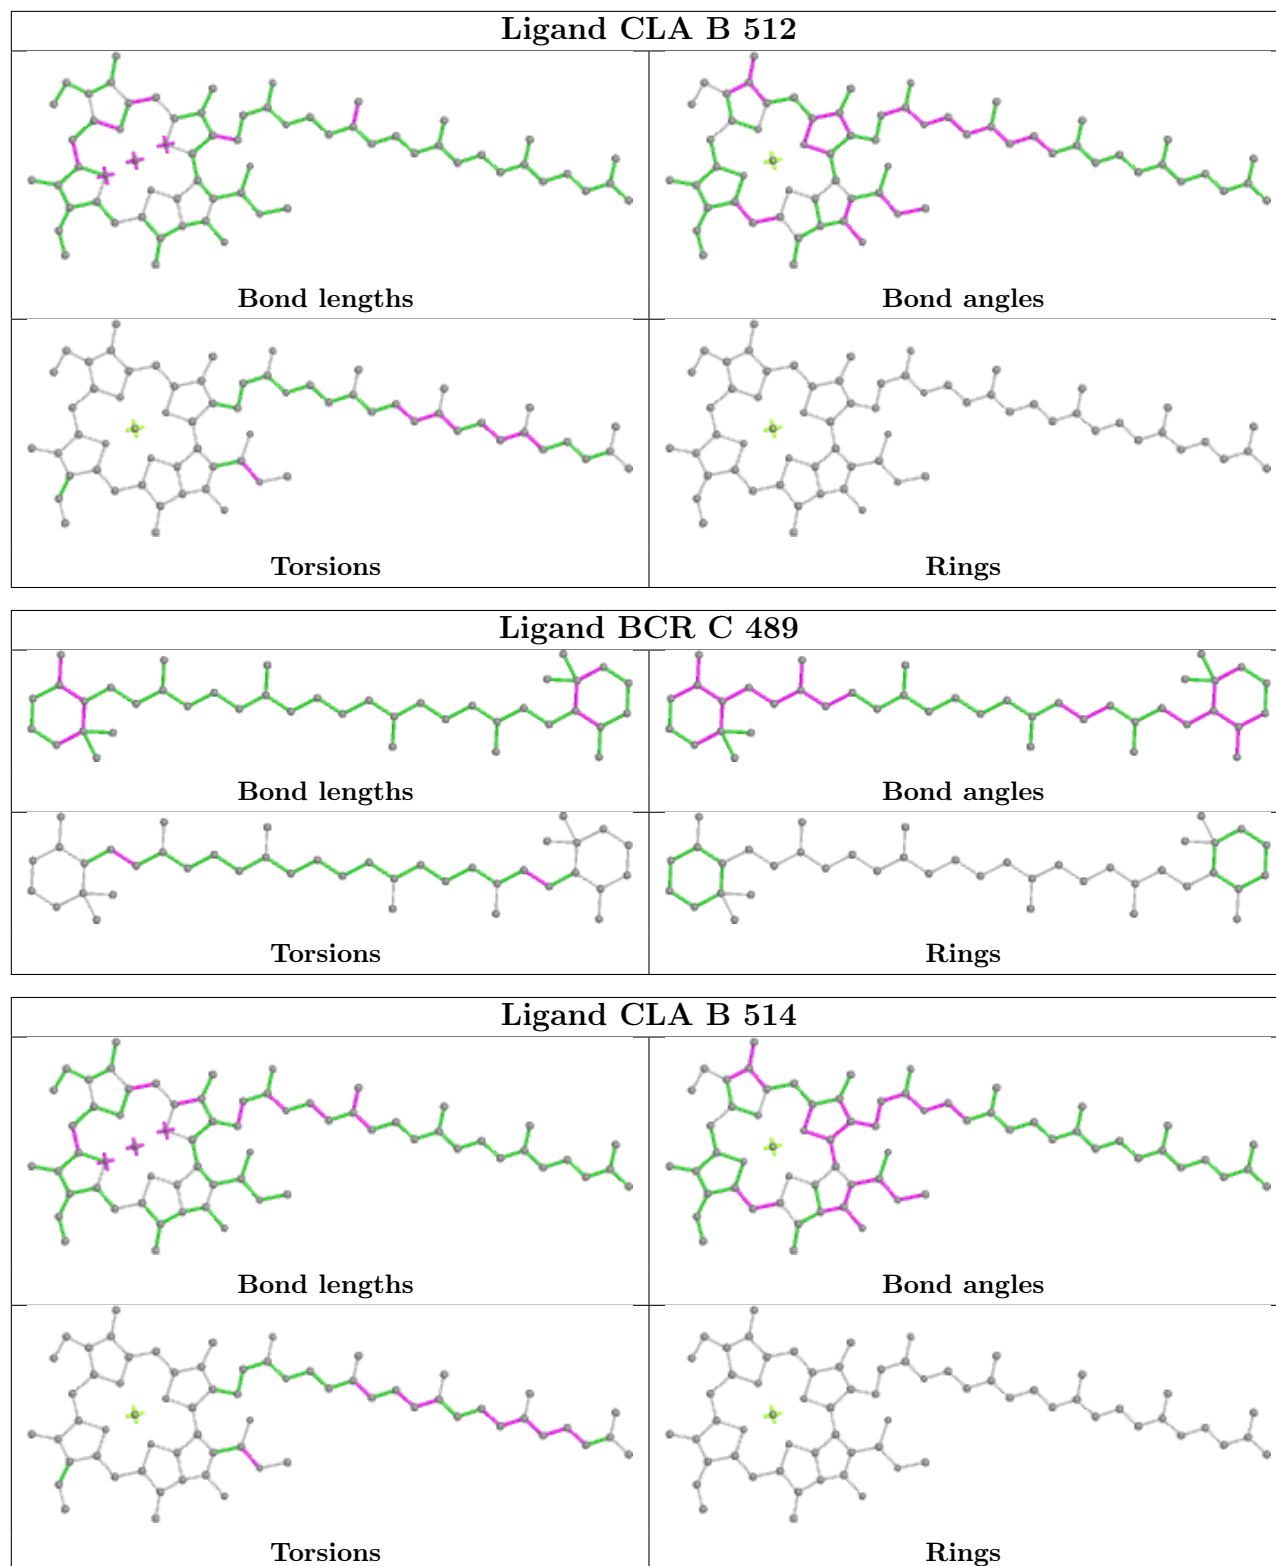 Ligand CLA B 512
Bond lengths
Bond angles
Torsions
Rings
Ligand BCR C 489
Bond lengths
Bond angles
Torsions
Rings
Ligand CLA B 514
Bond lengths
Bond angles
Torsions
Rings